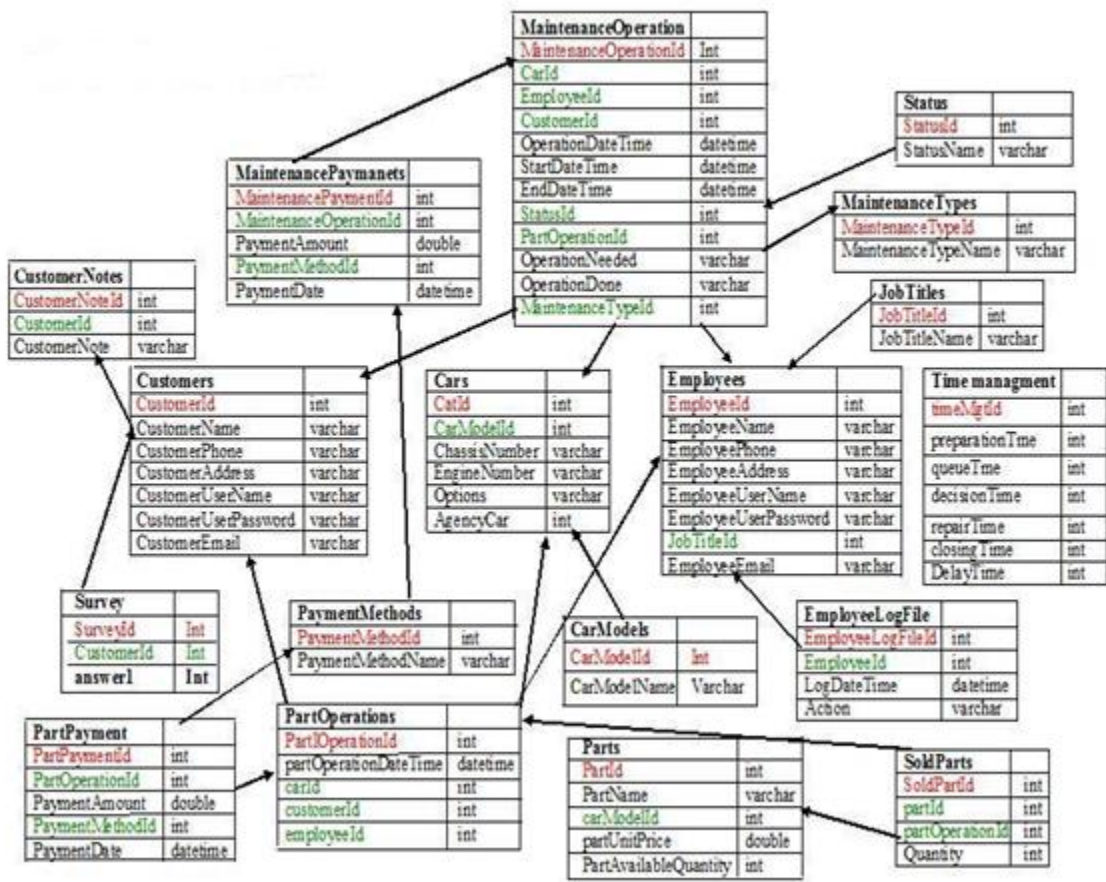 MaintenanceOperation
MaintenanceOperationId Int
CarId int
EmployeeId int
CustomerId int
OperationDateTime datetime
StartDateTime datetime
EndDateTime datetime
StatusId int
PartOperationId int
OperationNeeded varchar
OperationDone varchar
MaintenanceTypeId int
Status
StatusId int
StatusName varchar
MaintenancePaymanets
MaintenancePaymentId int
MaintenanceOperationId int
PaymentAmount double
PaymentMethodId int
PaymentDate datetime
MaintenanceTypes
MaintenanceTypeId int
MaintenanceTypeName varchar
CustomerNotes
CustomerNoteId int
CustomerId int
CustomerNote varchar
JobTitles
JobTitleId int
JobTitleName varchar
Customers
CustomerId int
CustomerName varchar
CustomerPhone varchar
CustomerAddress varchar
CustomerUserName varchar
CustomerUserPassword varchar
CustomerEmail varchar
Cars
CatId int
CarModelId int
ChassisNumber varchar
EngineNumber varchar
Options varchar
AgencyCar int
Employees
EmployeeId int
EmployeeName varchar
EmployeePhone varchar
EmployeeAddress varchar
EmployeeUserName varchar
EmployeeUserPassword varchar
JobTitleId int
EmployeeEmail varchar
Time managment
timeMgtId int
preparationTme int
queueTme int
decisionTime int
repairTime int
closingTime int
DelayTime int
Survey
SurveyId Int
CustomerId Int
answer1 Int
PaymentMethods
PaymentMethodId int
PaymentMethodName varchar
CarModels
CarModelId Int
CarModelName Varchar
EmployeeLogFile
EmployeeLogFileId int
EmployeeId int
LogDateTime datetime
Action varchar
PartPayment
PartPaymentId int
PartOperationId int
PaymentAmount double
PaymentMethodId int
PaymentDate datetime
PartOperations
PartlOperationId int
partOperationDateTime datetime
carId int
customerId int
employeeId int
Parts
PartId int
PartName varchar
carModelId int
partUnitPrice double
PartAvailableQuantity int
SoldParts
SoldPartId int
partId int
partOperationId int
Quantity int